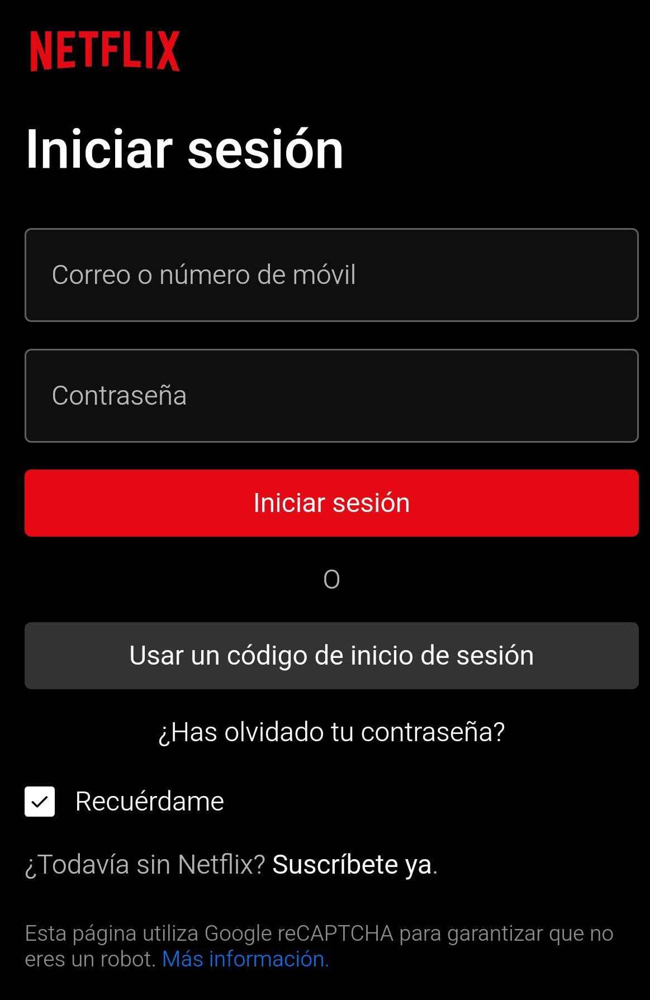 NETFLIX
Iniciar sesión
Correo o número de móvil
Contraseña
Iniciar sesión
O
Usar un código de inicio de sesión
¿Has olvidado tu contraseña?
Recuérdame
¿Todavía sin Netflix? Suscríbete ya.
Esta página utiliza Google reCAPTCHA para garantizar que no
eres un robot. Más información.